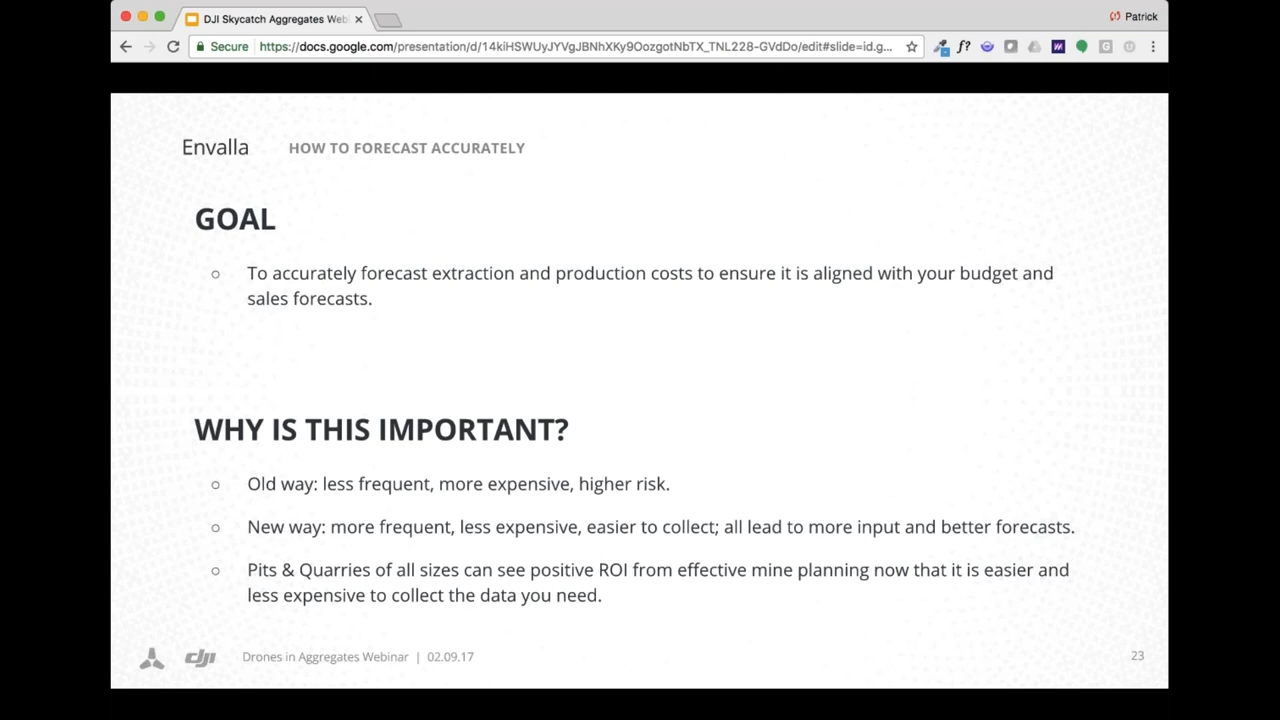 DJI Skycatch Aggregates Web
Patrick
Secure https://docs.google.com/presentation/d/14kiHSWUyJYVgJBNhXKy9OozgotNbTX_TNL228-GVdDo/edit#slide=id.g...
f?
Envalla HOW TO FORECAST ACCURATELY
GOAL
To accurately forecast extraction and production costs to ensure it is aligned with your budget and
sales forecasts.
WHY IS THIS IMPORTANT?
Old way: less frequent, more expensive, higher risk.
New way: more frequent, less expensive, easier to collect; all lead to more input and better forecasts.
Pits & Quarries of all sizes can see positive ROI from effective mine planning now that it is easier and
less expensive to collect the data you need.
dji Drones in Aggregates Webinar | 02.09.17
23